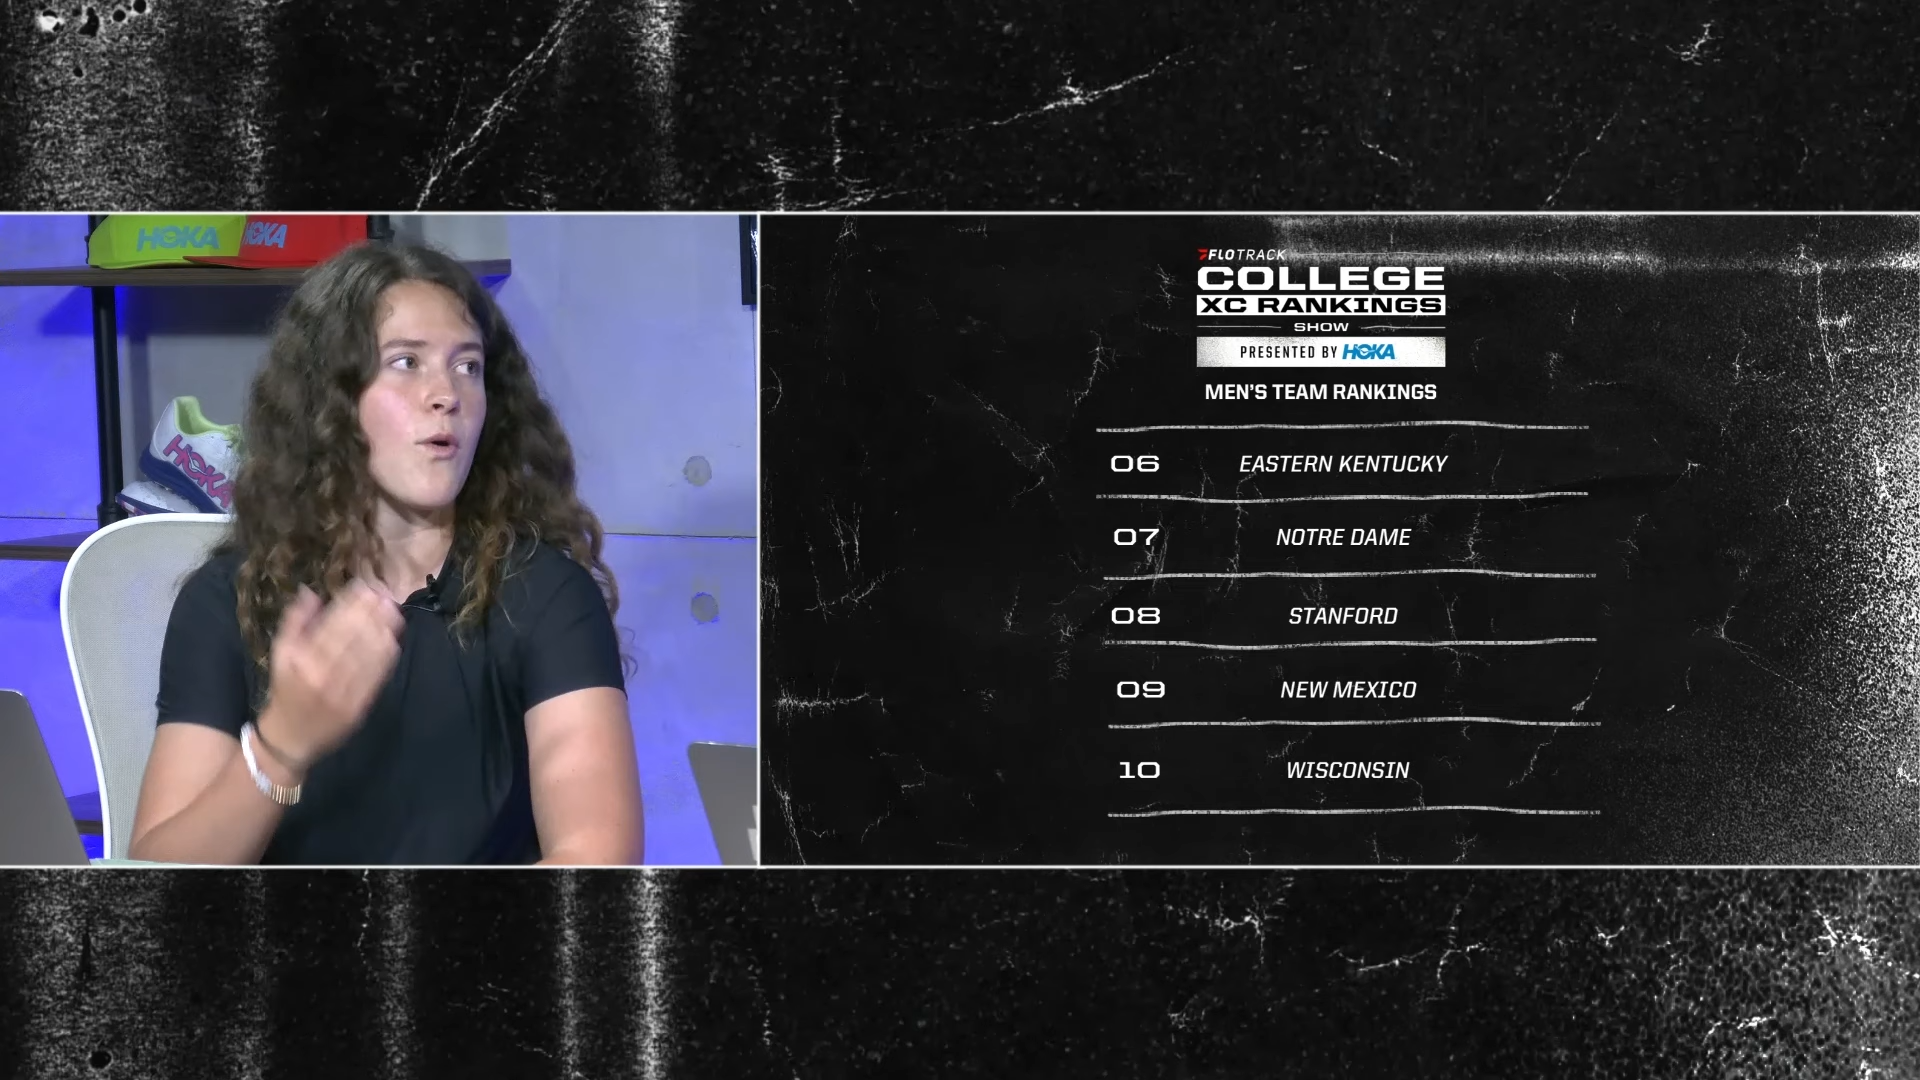 HOKA
HOKA
HOKA
FLOTRACK
COLLEGE
XC RANKINGS
SHOW
PRESENTED BY HOKA
MEN'S TEAM RANKINGS
06 EASTERN KENTUCKY
07 NOTRE DAME
08 STANFORD
09 NEW MEXICO
10 WISCONSIN